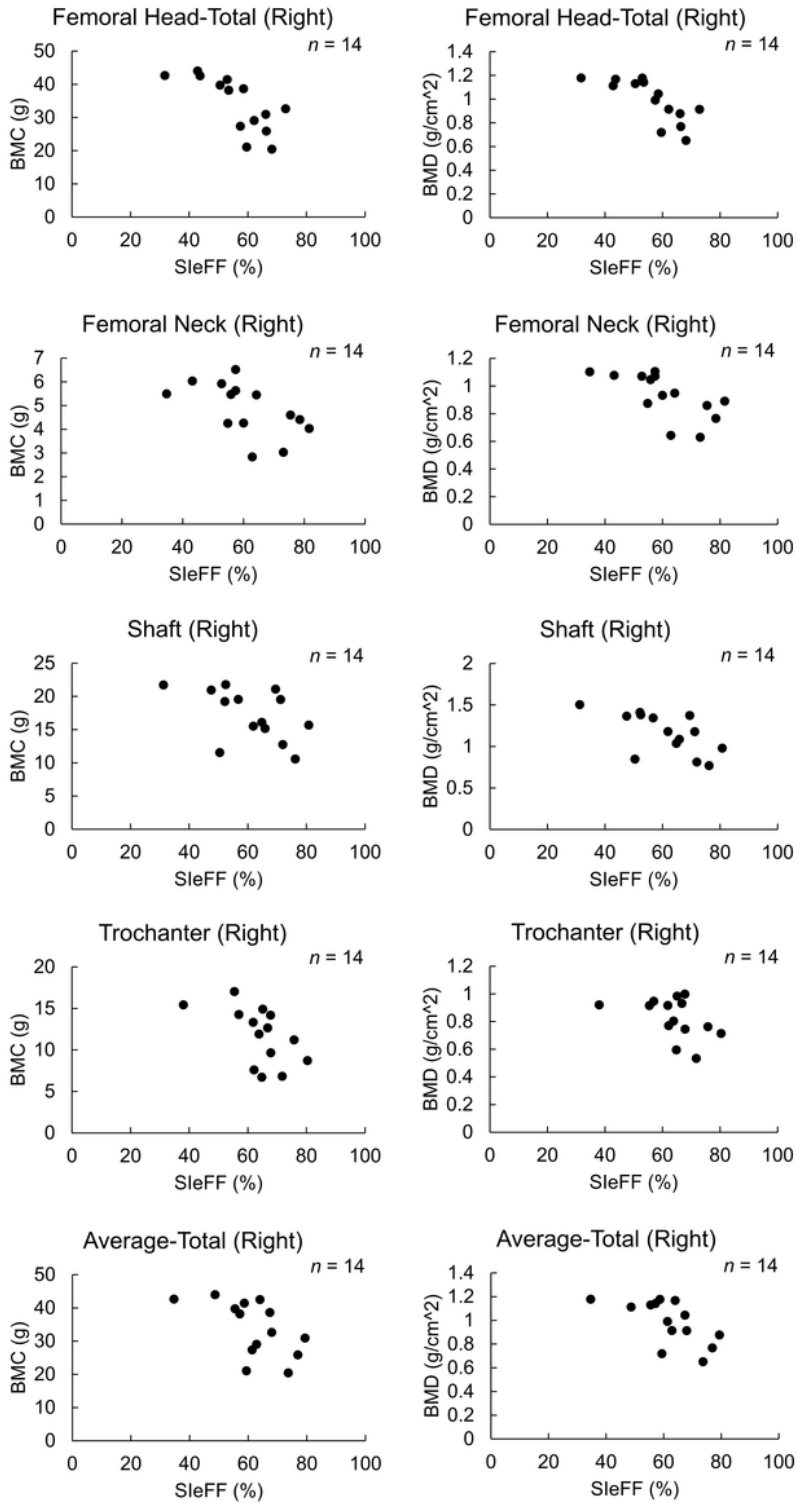 Femoral Head-Total (Right)
n = 14
50
40
30
20
10
0
BMC (g)
0 20 40 60 80 100
SIeFF (%)
Femoral Head-Total (Right)
n = 14
1.4
1.2
1
0.8
0.6
0.4
0.2
0
BMD (g/cm^2)
0 20 40 60 80 100
SIeFF (%)
Femoral Neck (Right)
n = 14
7
6
5
4
3
2
1
0
BMC (g)
0 20 40 60 80 100
SIeFF (%)
Femoral Neck (Right)
n = 14
1.2
1
0.8
0.6
0.4
0.2
0
BMD (g/cm^2)
0 20 40 60 80 100
SIeFF (%)
Shaft (Right)
n = 14
25
20
15
10
5
0
BMC (g)
0 20 40 60 80 100
SIeFF (%)
Shaft (Right)
n = 14
2
1.5
1
0.5
0
BMD (g/cm^2)
0 20 40 60 80 100
SIeFF (%)
Trochanter (Right)
n = 14
20
15
10
5
0
BMC (g)
0 20 40 60 80 100
SIeFF (%)
Trochanter (Right)
n = 14
1.2
1
0.8
0.6
0.4
0.2
0
BMD (g/cm^2)
0 20 40 60 80 100
SIeFF (%)
Average-Total (Right)
n = 14
50
40
30
20
10
0
BMC (g)
0 20 40 60 80 100
SIeFF (%)
Average-Total (Right)
n = 14
1.4
1.2
1
0.8
0.6
0.4
0.2
0
BMD (g/cm^2)
0 20 40 60 80 100
SIeFF (%)